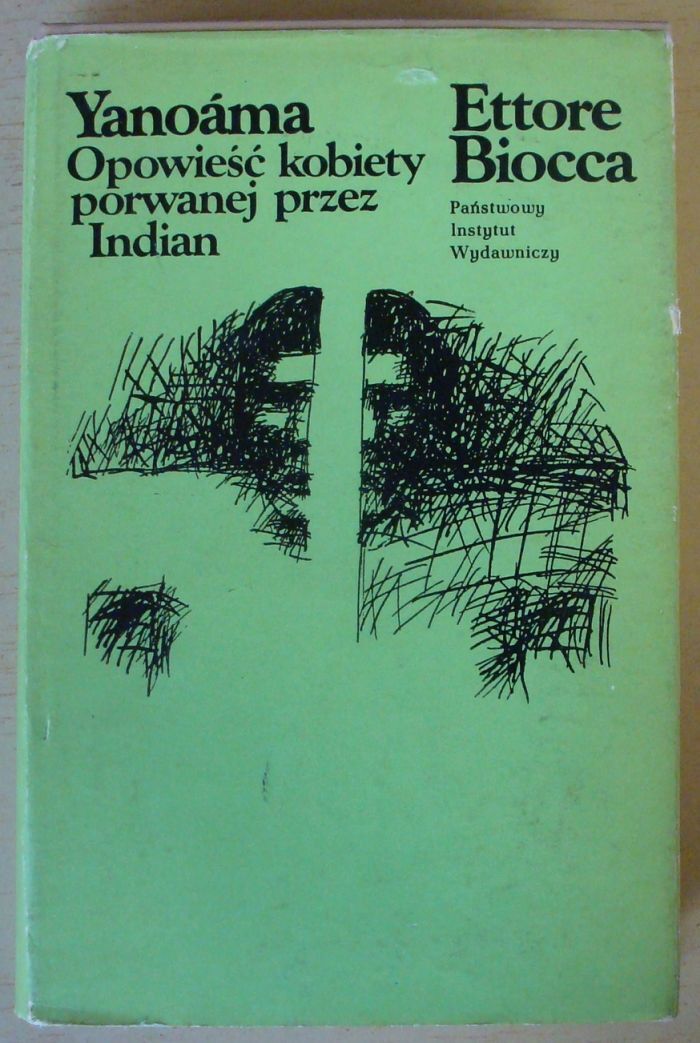 Yanoáma
Opowieść kobiety
porwanej przez
Indian
Ettore
Biocca
Państwowy
Instytut
Wydawniczy